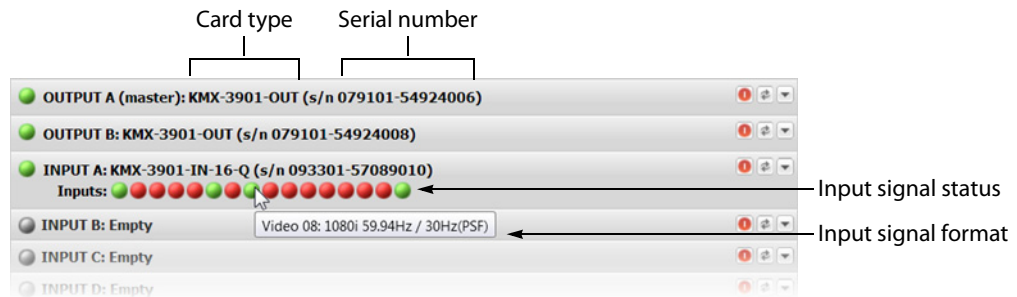 Card type Serial number
OUTPUT A (master): KMX-3901-OUT (s/n 079101-54924006)
OUTPUT B: KMX-3901-OUT (s/n 079101-54924008)
INPUT A: KMX-3901-IN-16-Q (s/n 093301-57089010)
Inputs:
Input signal status
INPUT B: Empty
Video 08: 1080i 59.94Hz / 30Hz(PSF)
Input signal format
INPUT C: Empty
INPUT D: Empty